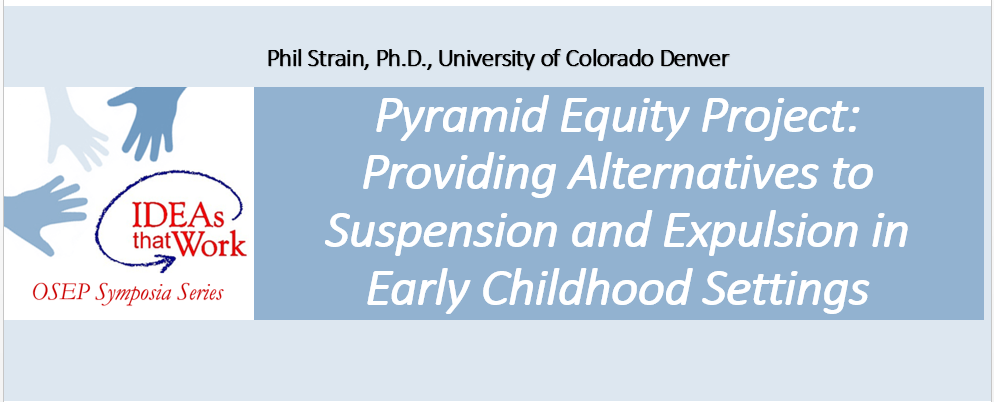 Phil Strain, Ph.D., University of Colorado Denver
Pyramid Equity Project:
Providing Alternatives to
Suspension and Expulsion in
Early Childhood Settings
IDEAs
that Work
OSEP Symposia Series